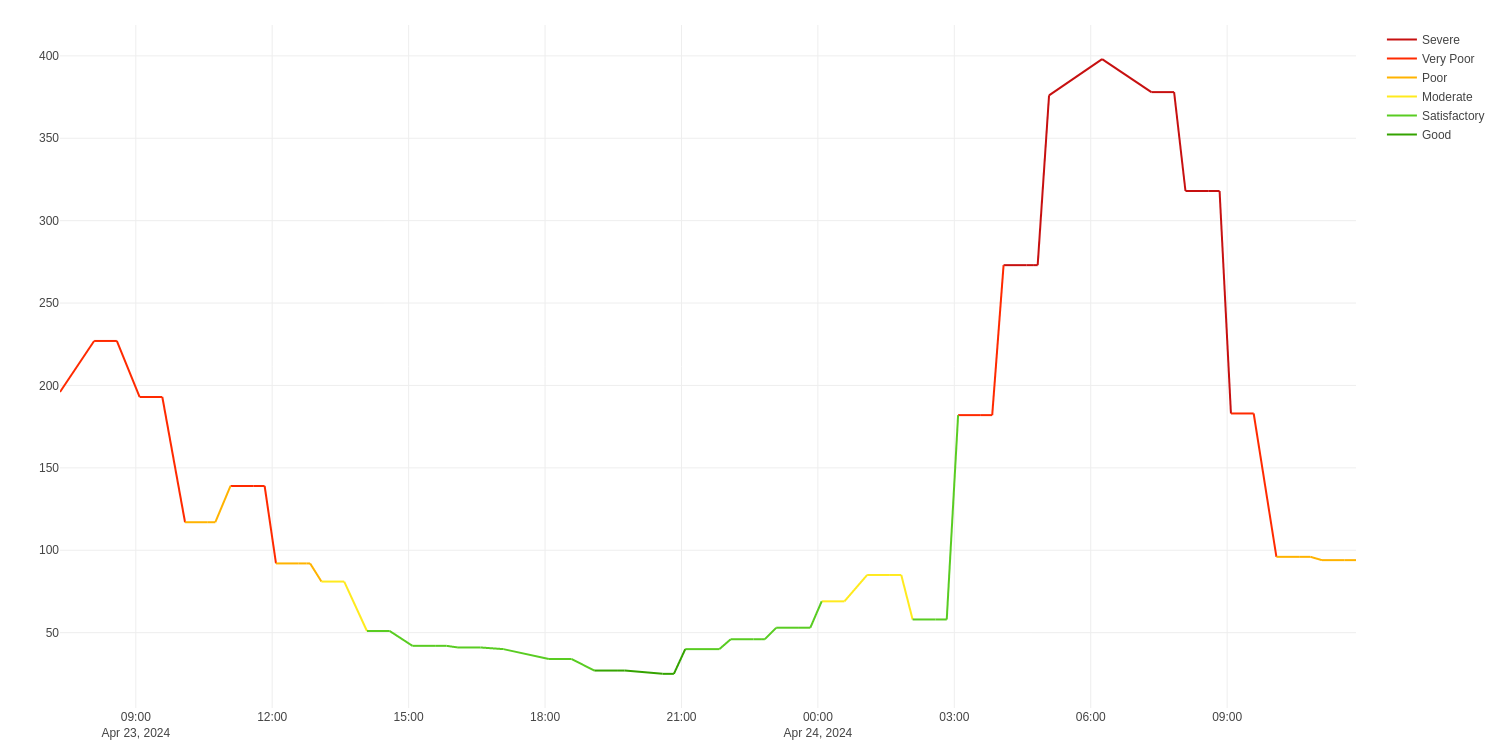 400
350
300
250
200
150
100
50
09:00
Apr 23, 2024
12:00
15:00
18:00
21:00
00:00
Apr 24, 2024
03:00
06:00
09:00
Severe
Very Poor
Poor
Moderate
Satisfactory
Good